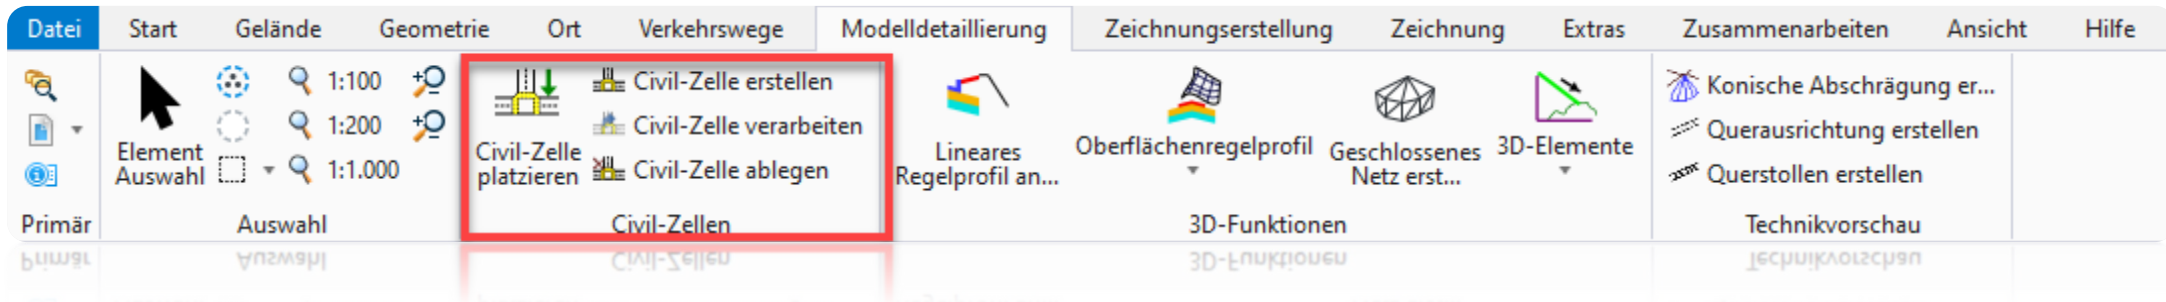 Datei Start Gelände Geometrie Ort Verkehrswege Modelldetaillierung Zeichnungserstellung Zeichnung Extras Zusammenarbeiten Ansicht Hilfe
Primär
Element
Auswahl
1:100
1:200
1:1.000
Auswahl
Civil-Zelle
platzieren
Civil-Zelle erstellen
Civil-Zelle verarbeiten
Civil-Zelle ablegen
Civil-Zellen
Lineares
Regelprofil an...
Oberflächenregelprofil
Geschlossenes
Netz erst...
3D-Elemente
3D-Funktionen
Konische Abschrägung er...
Querausrichtung erstellen
Querstollen erstellen
Technikvorschau